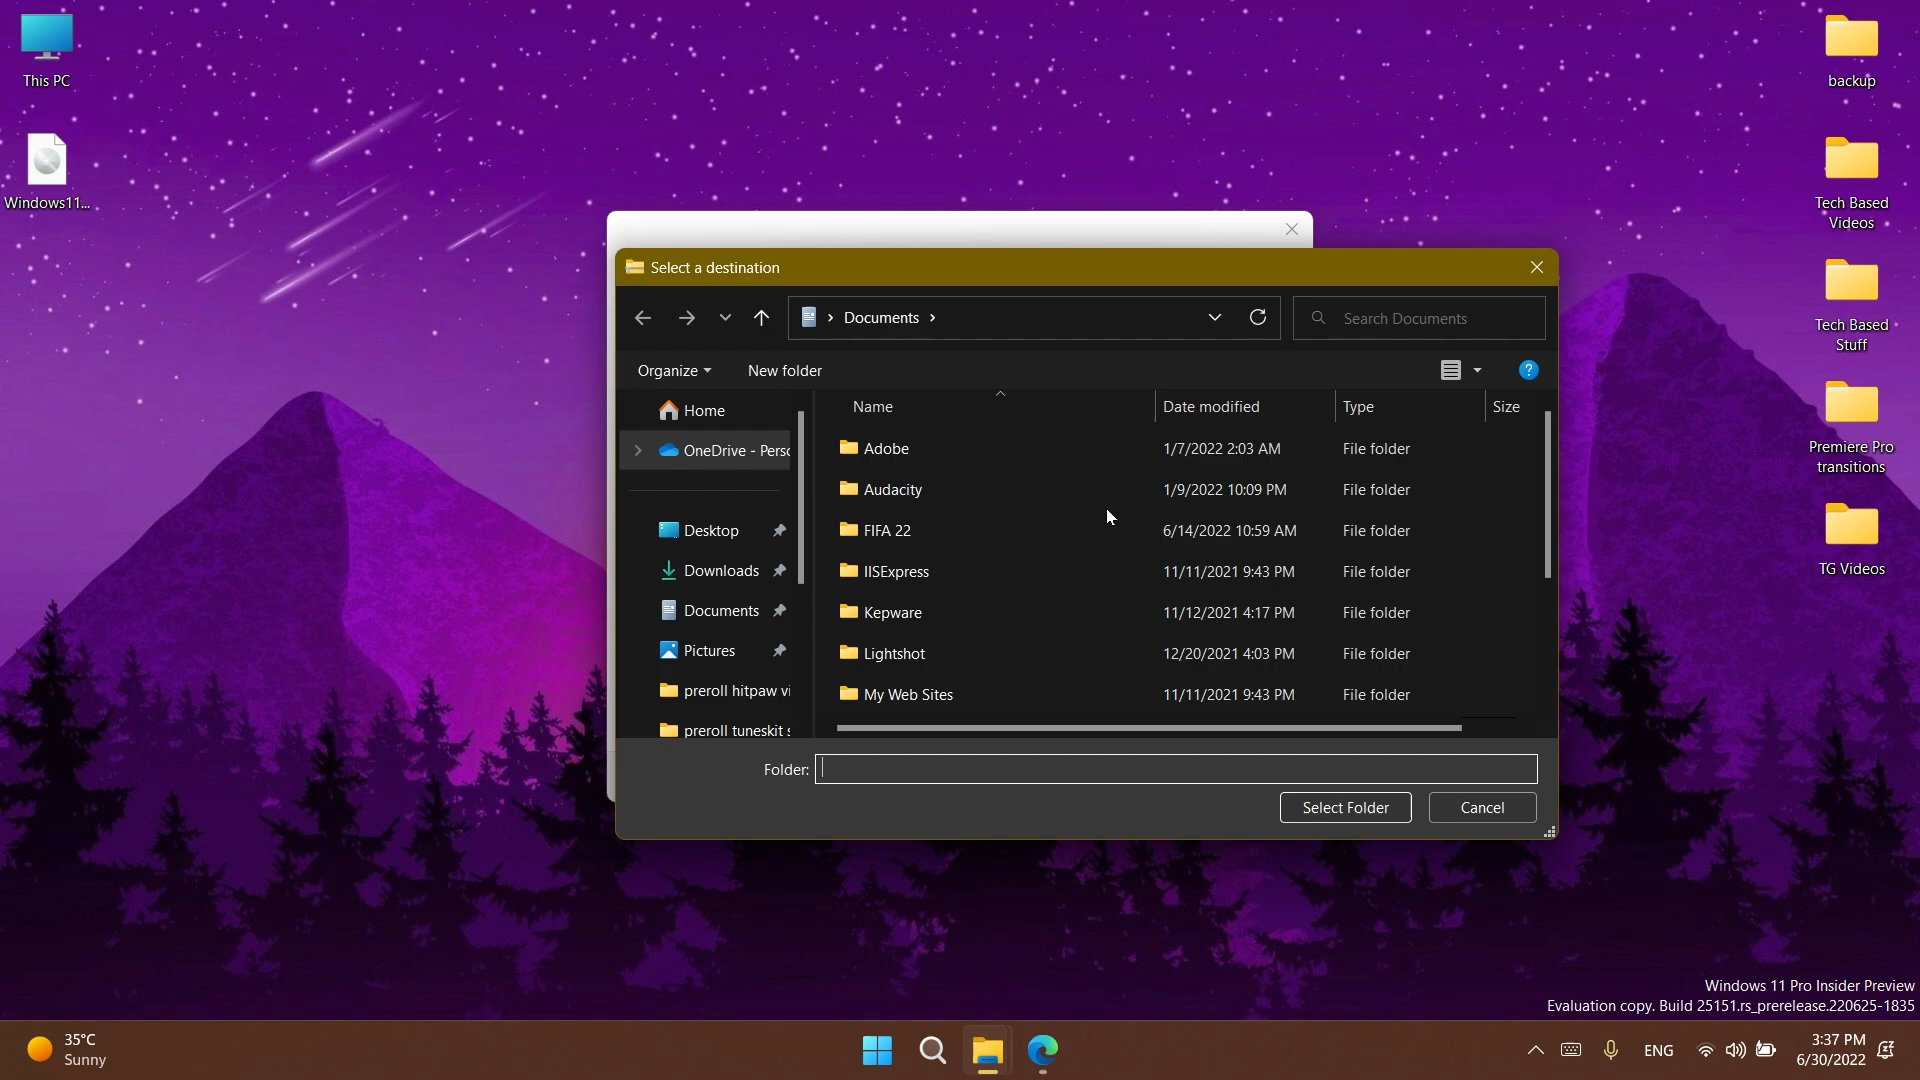 This PC
Windows11...
backup
Tech Based
Videos
Tech Based
Stuff
Premiere Pro
transitions
TG Videos
Select a destination
Documents
Search Documents
Organize
New folder
Home
OneDrive - Perso
Desktop
Downloads
Documents
Pictures
preroll hitpaw vi
preroll tuneskit s
Name Date modified Type Size
Adobe 1/7/2022 2:03 AM File folder
Audacity 1/9/2022 10:09 PM File folder
FIFA 22 6/14/2022 10:59 AM File folder
IISExpress 11/11/2021 9:43 PM File folder
Kepware 11/12/2021 4:17 PM File folder
Lightshot 12/20/2021 4:03 PM File folder
My Web Sites 11/11/2021 9:43 PM File folder
Folder:
Select Folder
Cancel
Windows 11 Pro Insider Preview
Evaluation copy. Build 25151.rs_prerelease.220625-1835
35°C
Sunny
ENG
3:37 PM
6/30/2022